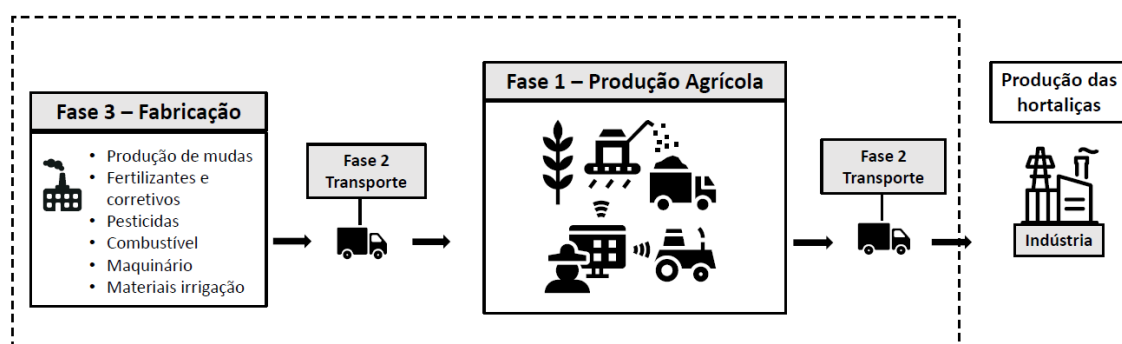 Fase 3 – Fabricação
• Produção de mudas
• Fertilizantes e
corretivos
• Pesticidas
• Combustível
• Maquinário
• Materiais irrigação
Fase 2
Transporte
Fase 1 – Produção Agrícola
Fase 2
Transporte
Produção das
hortaliças
Indústria